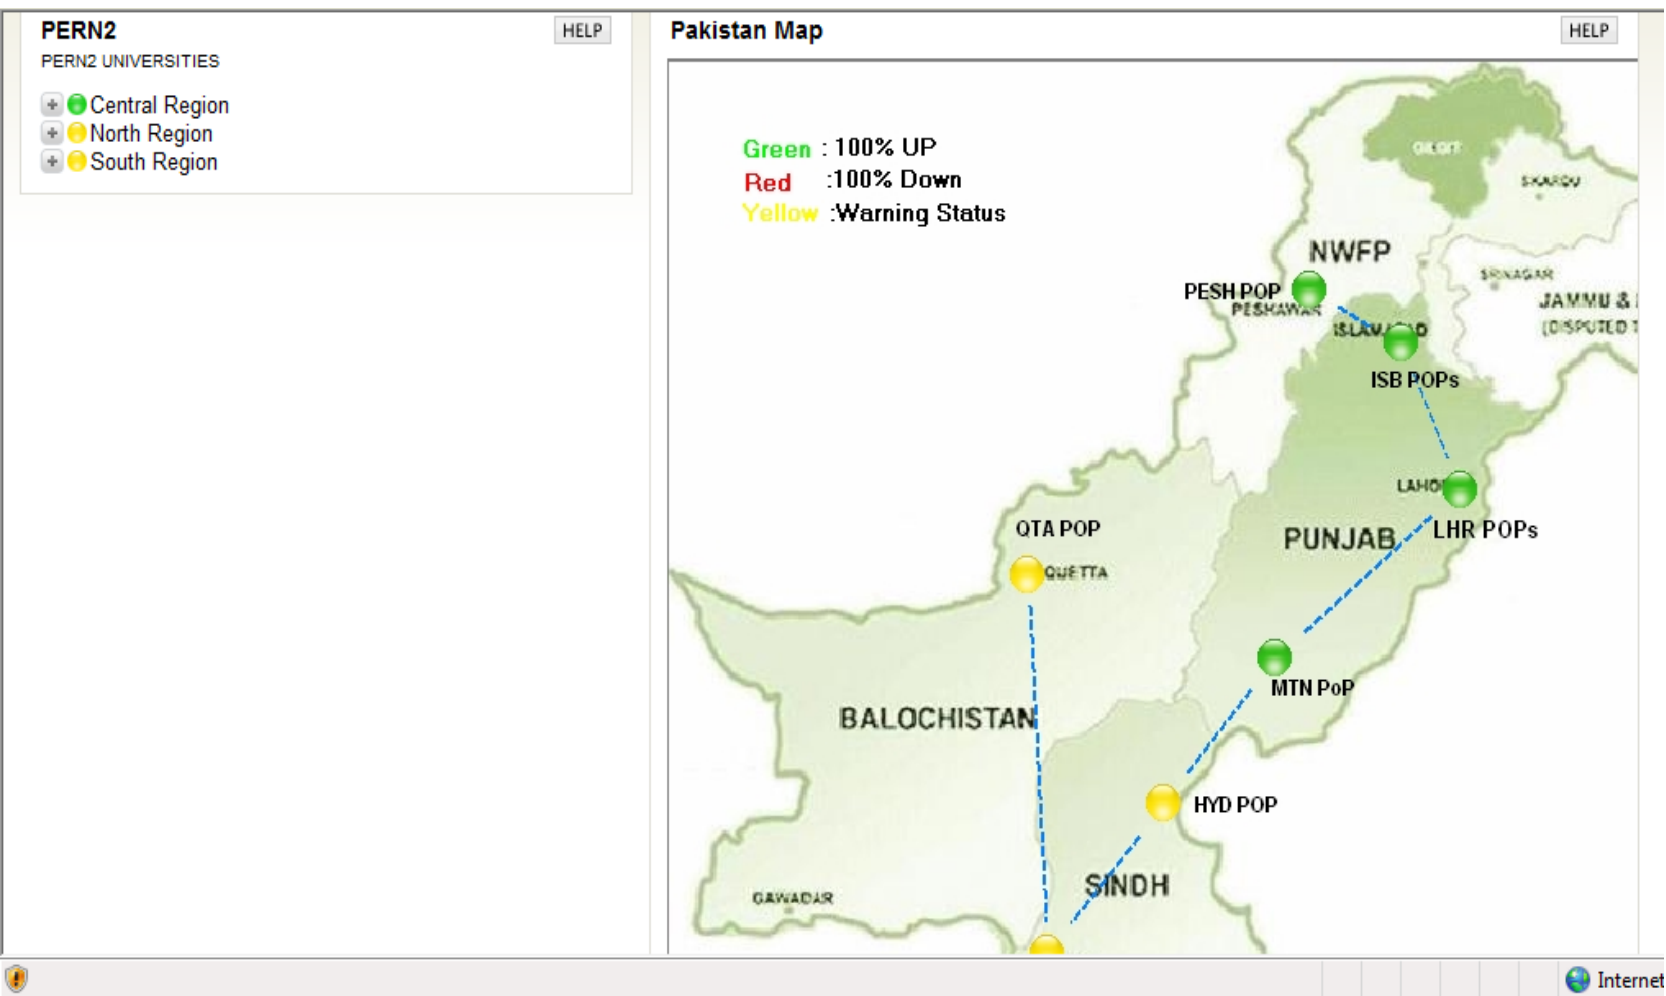 PERN2
HELP
PERN2 UNIVERSITIES
Central Region
North Region
South Region
Pakistan Map
HELP
Green : 100% UP
Red :100% Down
Yellow :Warning Status
GILGIT
SKARDU
NWFP
SRINAGAR
PESH POP
PESHAWAR
JAMMU &
(DISPUTED T
ISB POPs
LHR POPs
PUNJAB
QTA POP
QUETTA
MTN PoP
BALOCHISTAN
HYD POP
SINDH
GAWADAR
Internet